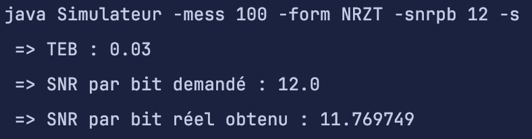 java Simulateur -mess 100 -form NRZT -snrpb 12 -s
=> TEB : 0.03
=> SNR par bit demandé : 12.0
=> SNR par bit réel obtenu : 11.769749